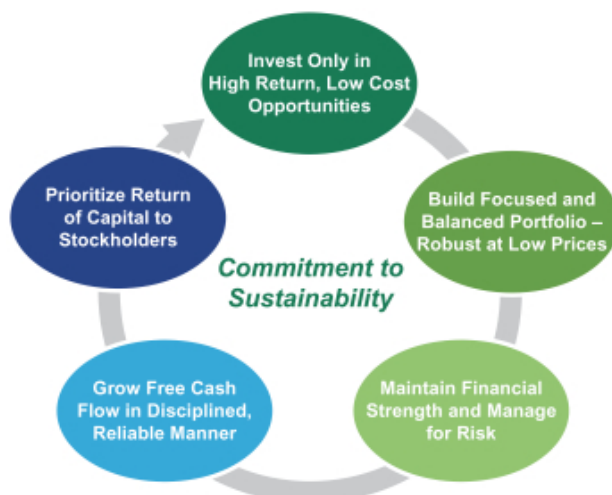 Invest Only in
High Return, Low Cost
Opportunities
Build Focused and
Balanced Portfolio –
Robust at Low Prices
Maintain Financial
Strength and Manage
for Risk
Grow Free Cash
Flow in Disciplined,
Reliable Manner
Prioritize Return
of Capital to
Stockholders
Commitment to
Sustainability